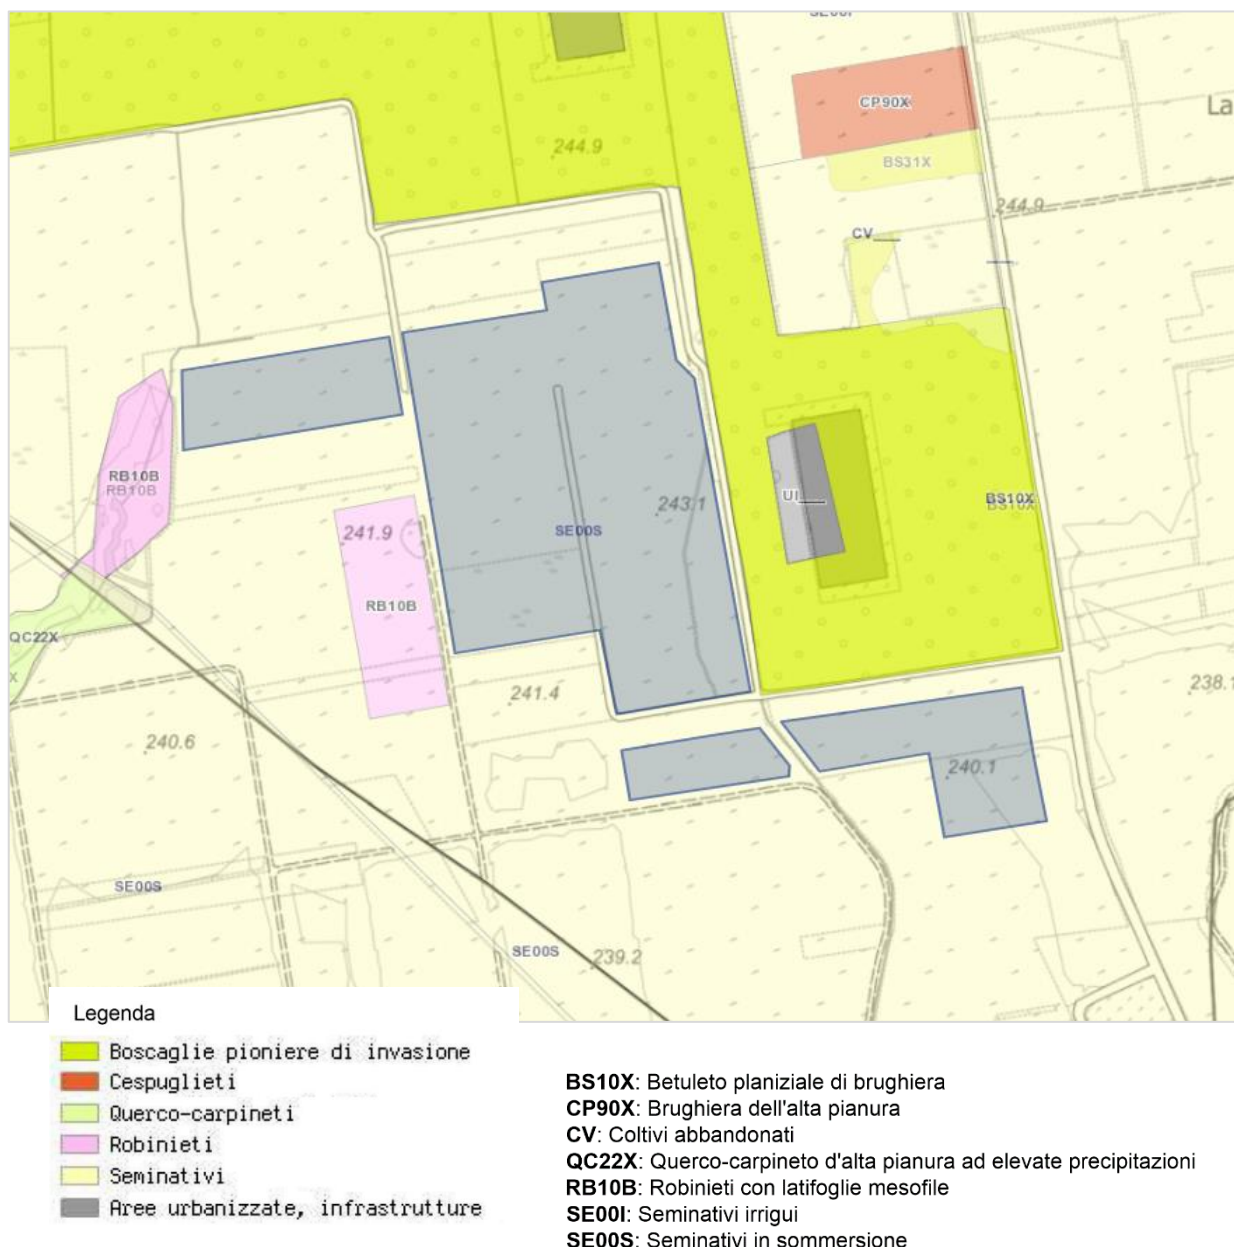 SE00I
CP90X
La
BS31X
244.9
244.9
CV
RB10B
RB10B
UI
243.1
BS10X
BS10X
241.9
SE00S
RB10B
QC22X
X
241.4
238.1
240.6
240.1
SE00S
SE00S
239.2
Legenda
Boscaglie pioniere di invasione
Cespuglieti
Querco-carpineti
Robinieti
Seminativi
Aree urbanizzate, infrastrutture
BS10X: Betuleto planiziale di brughiera
CP90X: Brughiera dell'alta pianura
CV: Coltivi abbandonati
QC22X: Querco-carpineto d'alta pianura ad elevate precipitazioni
RB10B: Robinieti con latifoglie mesofile
SE00I: Seminativi irrigui
SE00S: Seminativi in sommersione